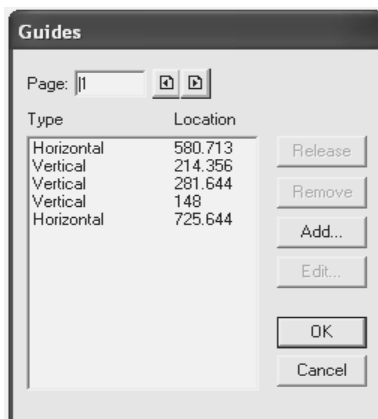 Guides
Page: 1
Type Location
Horizontal 580.713
Vertical 214.356
Vertical 281.644
Vertical 148
Horizontal 725.644
Release
Remove
Add...
Edit...
OK
Cancel